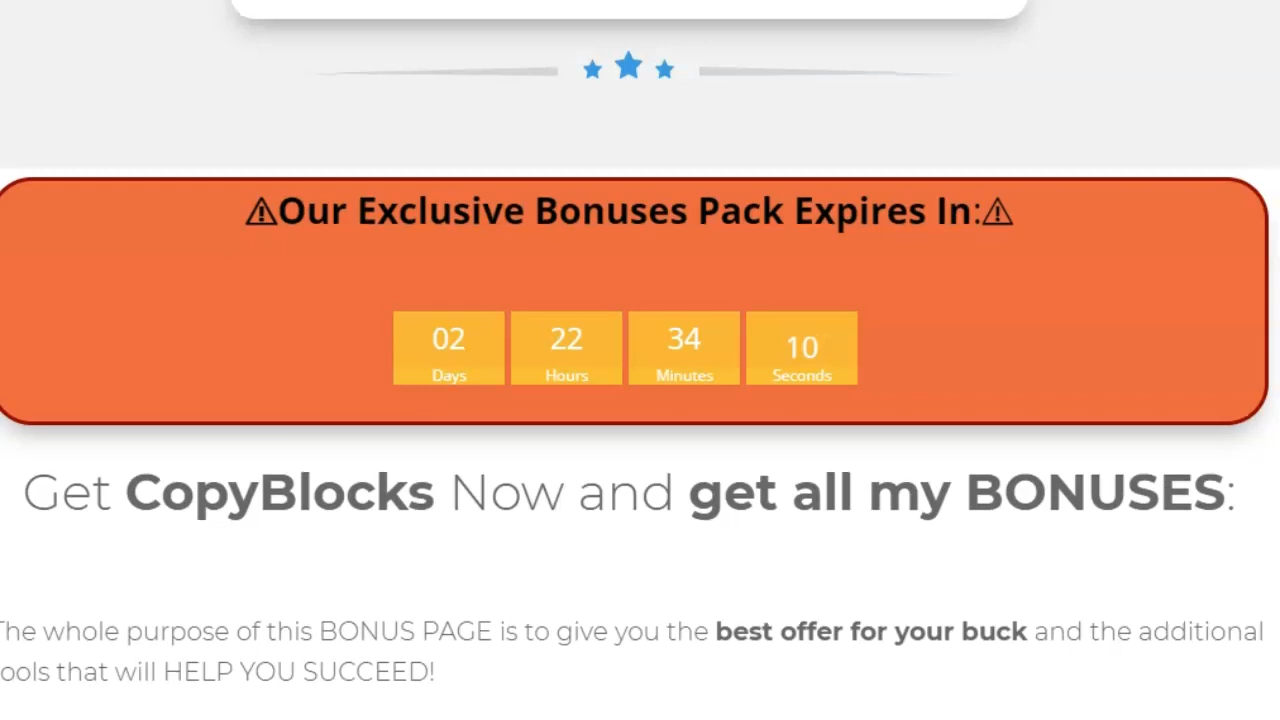 ⚠Our Exclusive Bonuses Pack Expires In:⚠
02 22 34 10
Days Hours Minutes Seconds
Get CopyBlocks Now and get all my BONUSES:
The whole purpose of this BONUS PAGE is to give you the best offer for your buck and the additional
ools that will HELP YOU SUCCEED!